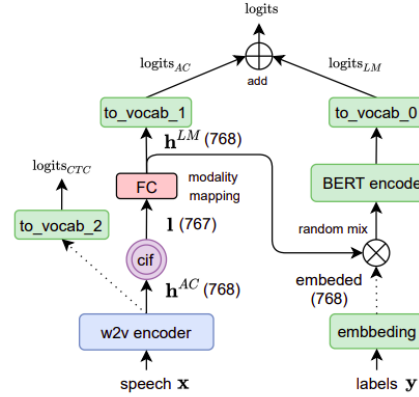 logits
logits_AC
logits_LM
add
to_vocab_1
to_vocab_0
h^LM (768)
logits_CTC
FC
modality
mapping
BERT encode
to_vocab_2
l (767)
random mix
cif
h^AC (768)
embeded
(768)
w2v encoder
embbeding
speech x
labels y